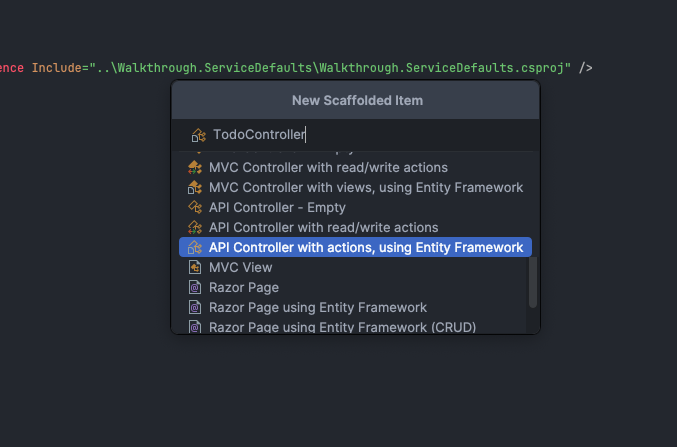 ence Include="..\Walkthrough.ServiceDefaults\Walkthrough.ServiceDefaults.csproj" />
New Scaffolded Item
TodoController
MVC Controller with read/write actions
MVC Controller with views, using Entity Framework
API Controller - Empty
API Controller with read/write actions
API Controller with actions, using Entity Framework
MVC View
Razor Page
Razor Page using Entity Framework
Razor Page using Entity Framework (CRUD)